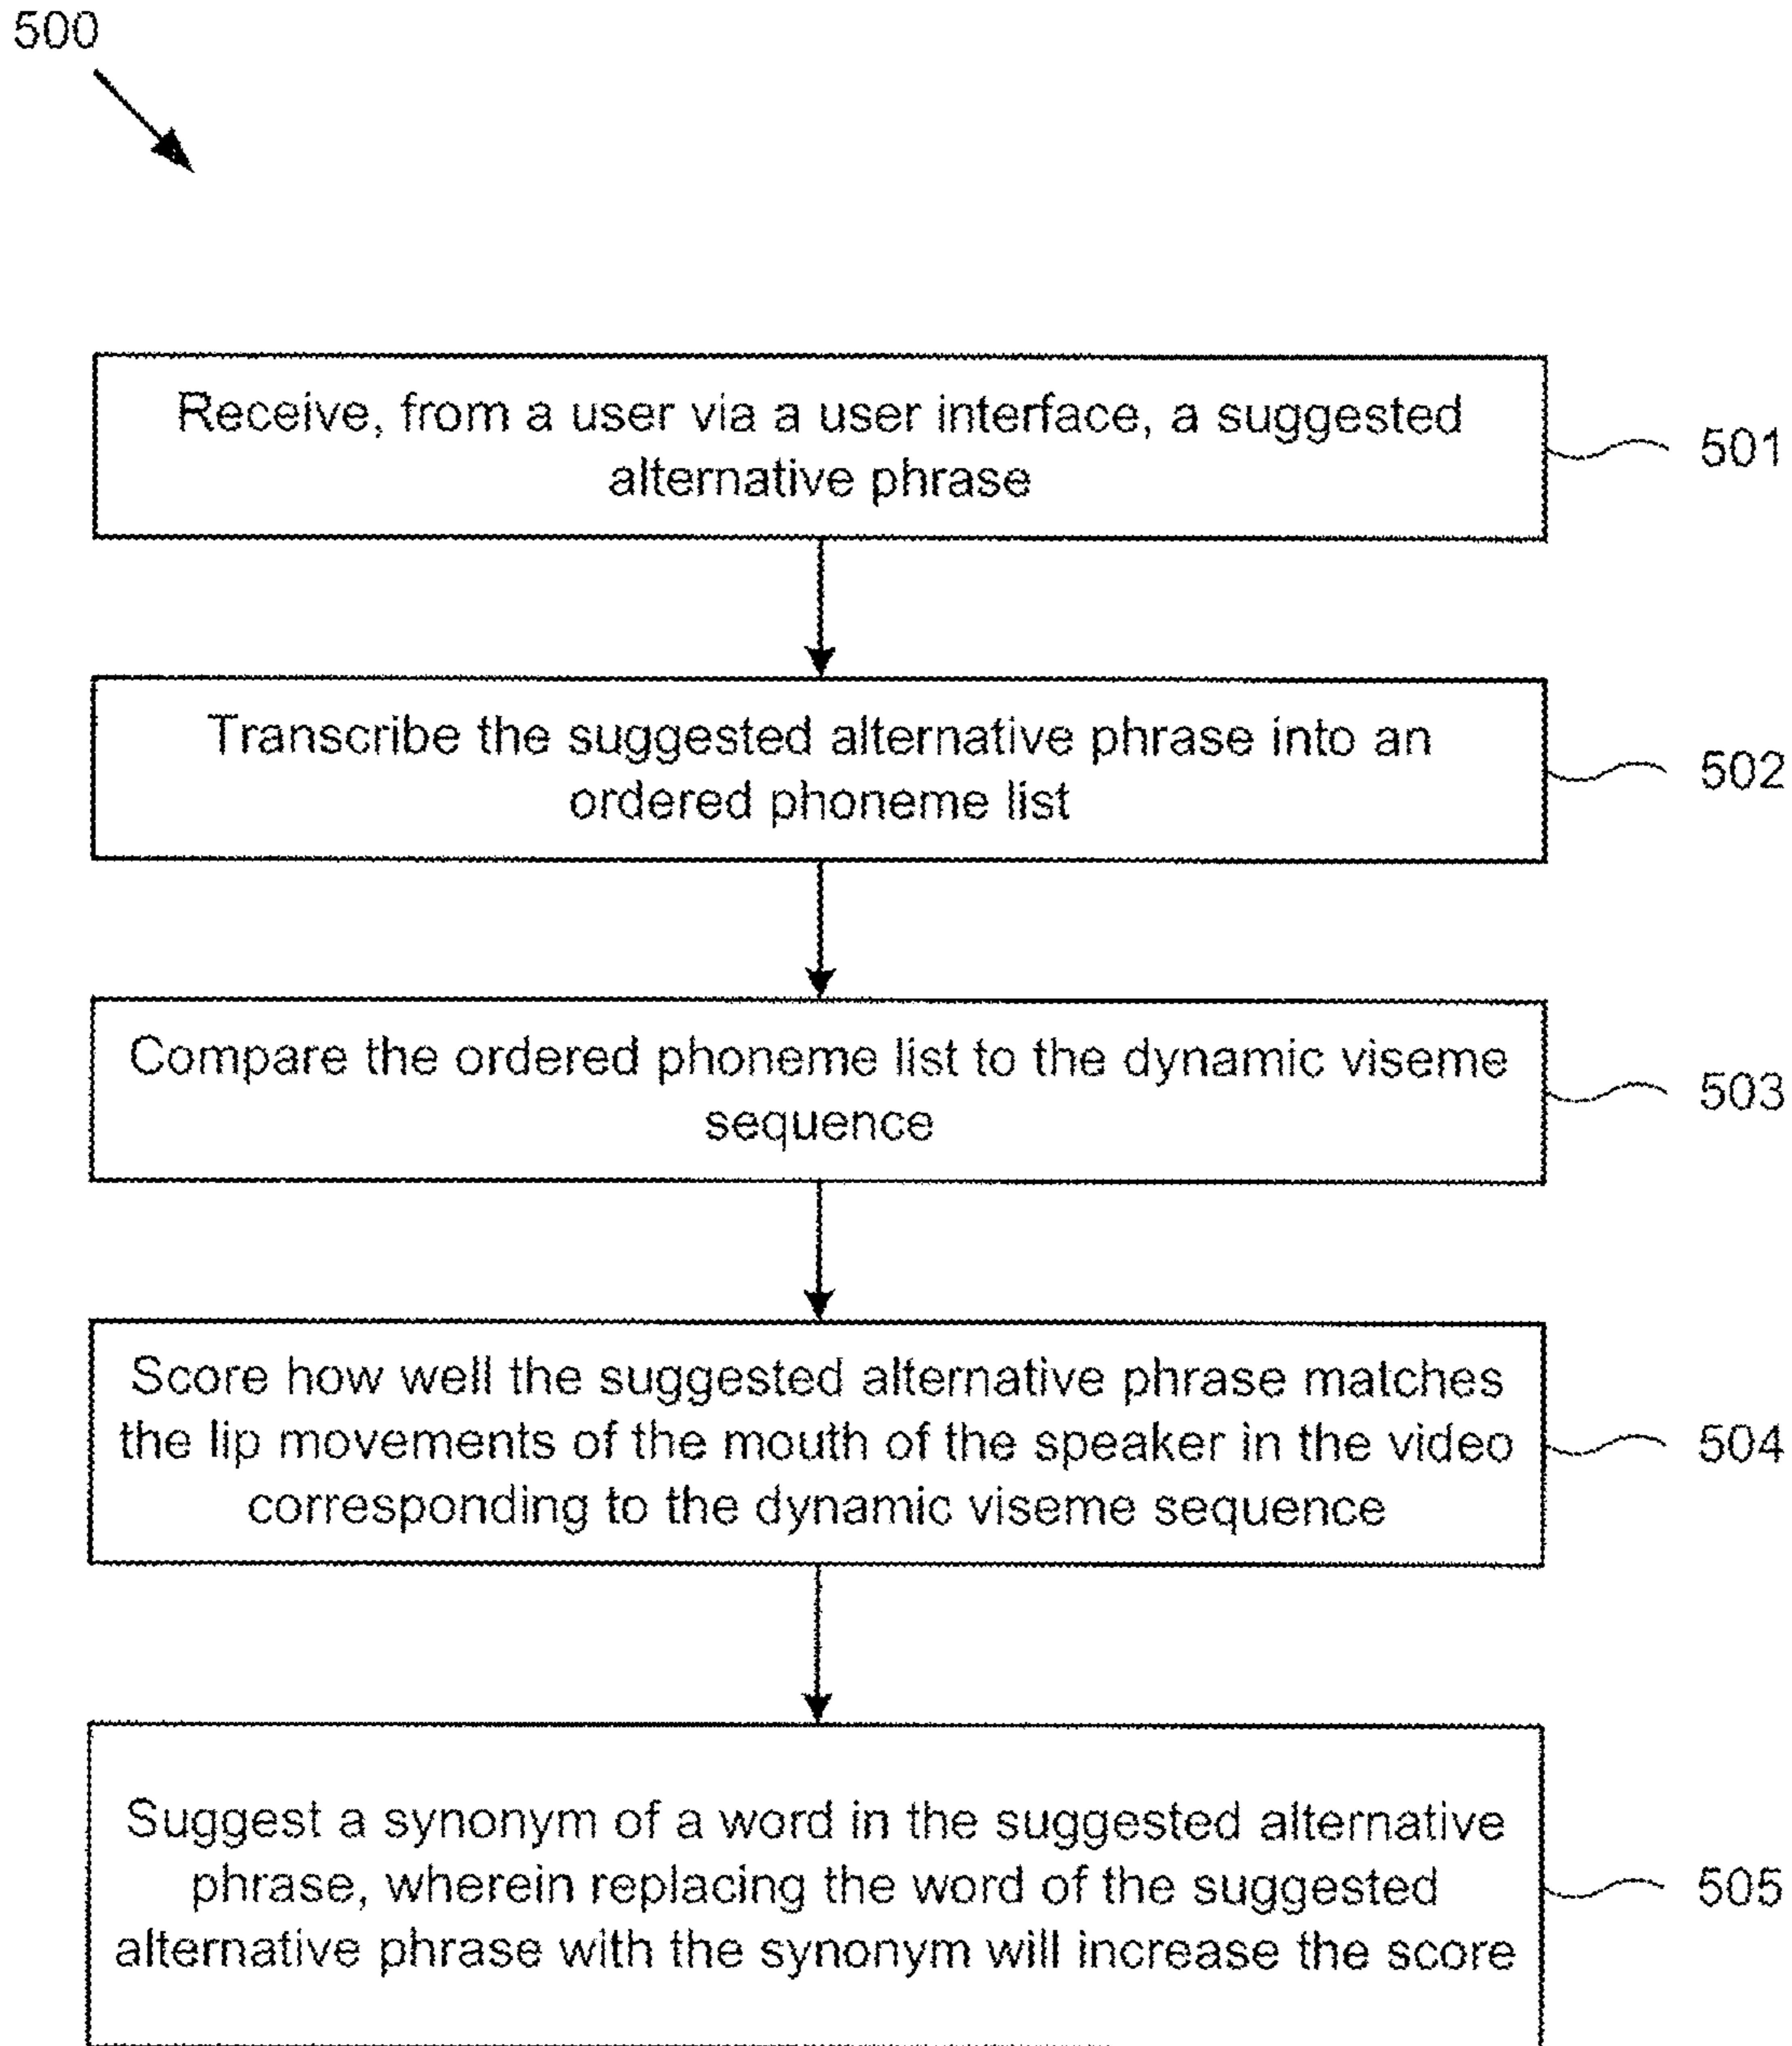 500
Receive, from a user via a user interface, a suggested
alternative phrase
501
Transcribe the suggested alternative phrase into an
ordered phoneme list
502
Compare the ordered phoneme list to the dynamic viseme
sequence
503
Score how well the suggested alternative phrase matches
the lip movements of the mouth of the speaker in the video
corresponding to the dynamic viseme sequence
504
Suggest a synonym of a word in the suggested alternative
phrase, wherein replacing the word of the suggested
alternative phrase with the synonym will increase the score
505